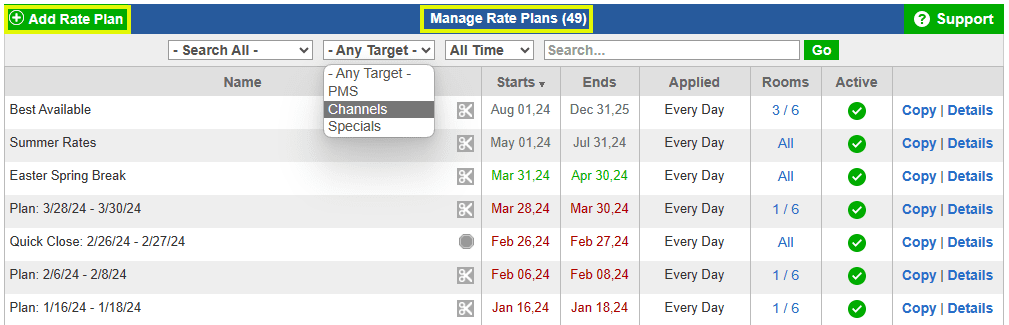 Add Rate Plan Manage Rate Plans (49) ? Support
- Search All - - Any Target - All Time Search... Go
- Any Target -
PMS
Channels
Specials
Name Starts Ends Applied Rooms Active
Best Available Aug 01,24 Dec 31,25 Every Day 3 / 6 Copy | Details
Summer Rates May 01,24 Jul 31,24 Every Day All Copy | Details
Easter Spring Break Mar 31,24 Apr 30,24 Every Day All Copy | Details
Plan: 3/28/24 - 3/30/24 Mar 28,24 Mar 30,24 Every Day 1 / 6 Copy | Details
Quick Close: 2/26/24 - 2/27/24 Feb 26,24 Feb 27,24 Every Day All Copy | Details
Plan: 2/6/24 - 2/8/24 Feb 06,24 Feb 08,24 Every Day 1 / 6 Copy | Details
Plan: 1/16/24 - 1/18/24 Jan 16,24 Jan 18,24 Every Day 1 / 6 Copy | Details